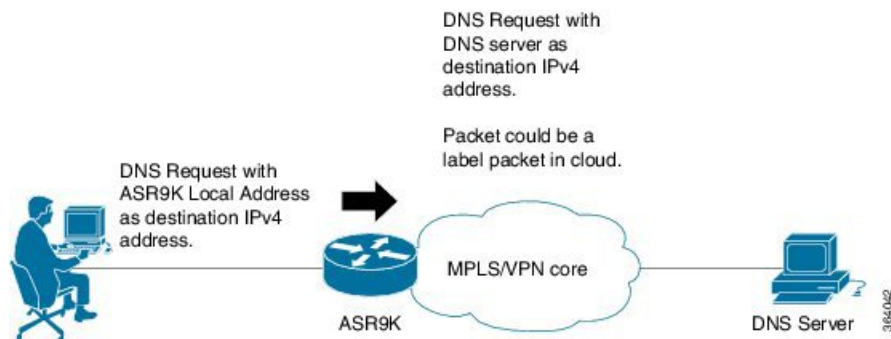 DNS Request with
DNS server as
destination IPv4
address.
Packet could be a
label packet in cloud.
DNS Request with
ASR9K Local Address
as destination IPv4
address.
MPLS/VPN core
ASR9K
DNS Server
364042